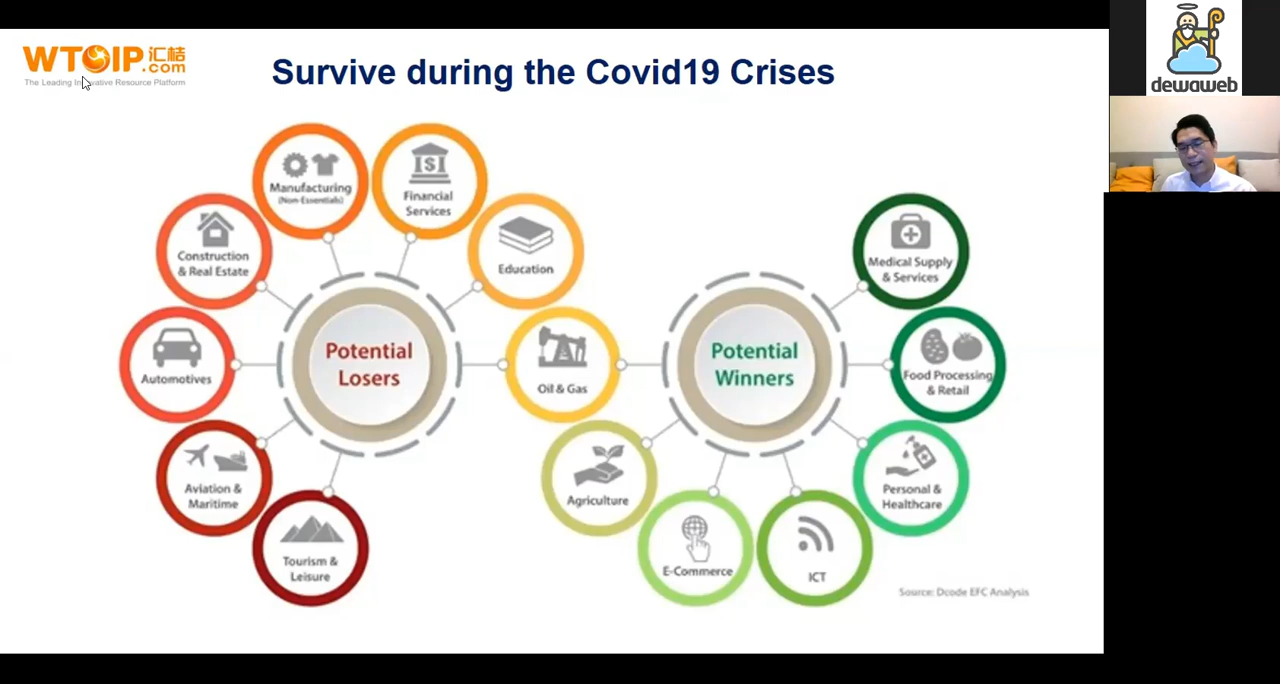 WTOIP汇桔
.com
The Leading Innovative Resource Platform
Survive during the Covid19 Crises
dewaweb
Manufacturing
(Non-Essentials)
$
Financial
Services
Construction
& Real Estate
Education
Medical Supply
& Services
Automotives
Potential
Losers
Oil & Gas
Potential
Winners
Food Processing
& Retail
Aviation &
Maritime
Agriculture
Personal &
Healthcare
Tourism &
Leisure
E-Commerce
ICT
Source: Dcode EFC Analysis